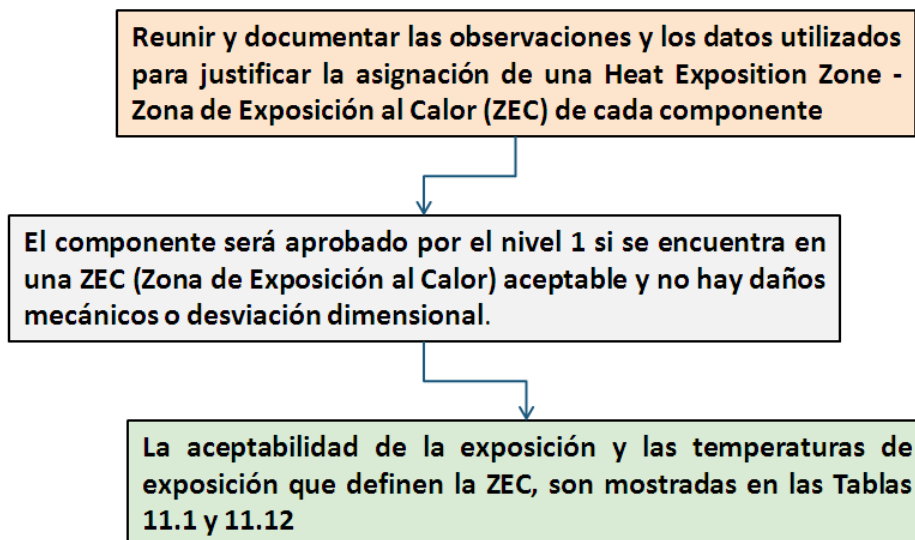 Reunir y documentar las observaciones y los datos utilizados
para justificar la asignación de una Heat Exposition Zone -
Zona de Exposición al Calor (ZEC) de cada componente
El componente será aprobado por el nivel 1 si se encuentra en
una ZEC (Zona de Exposición al Calor) aceptable y no hay daños
mecánicos o desviación dimensional.
La aceptabilidad de la exposición y las temperaturas de
exposición que definen la ZEC, son mostradas en las Tablas
11.1 y 11.12